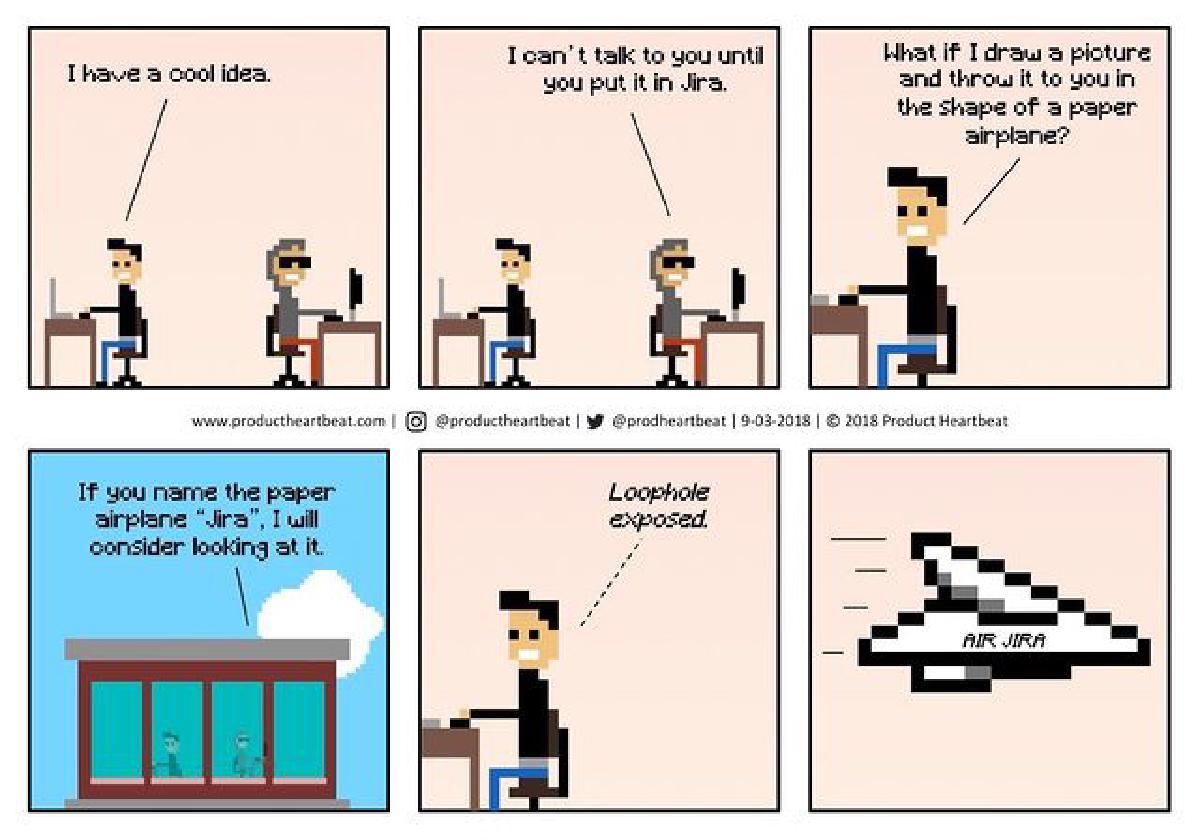 I have a cool idea.
I can't talk to you until
you put it in Jira.
What if I draw a picture
and throw it to you in
the shape of a paper
airplane?
www.productheartbeat.com | @productheartbeat | @prodheartbeat | 9-03-2018 | © 2018 Product Heartbeat
If you name the paper
airplane "Jira", I will
consider looking at it.
Loophole
exposed.
AIR JIRA